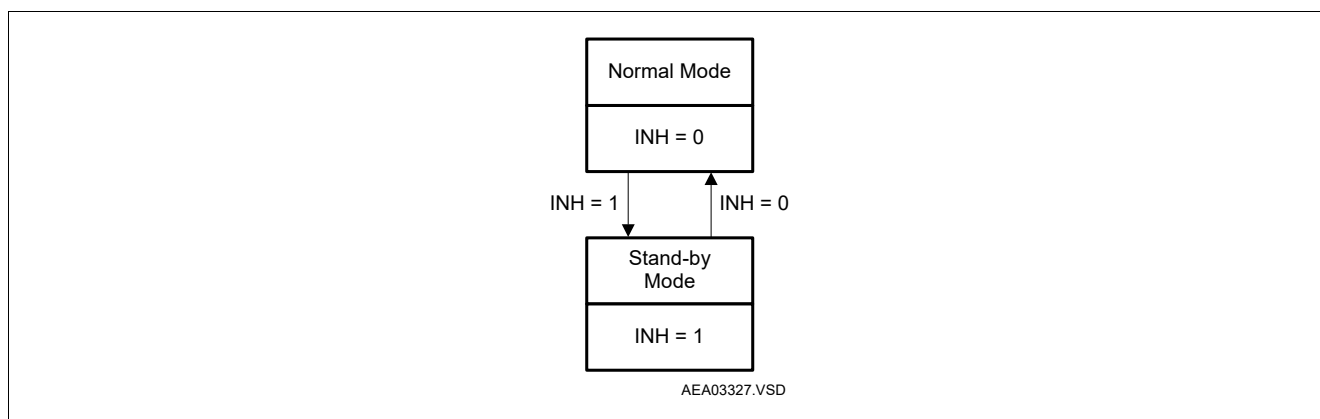 Normal Mode
INH = 0
INH = 1
INH = 0
Stand-by
Mode
INH = 1
AEA03327.VSD